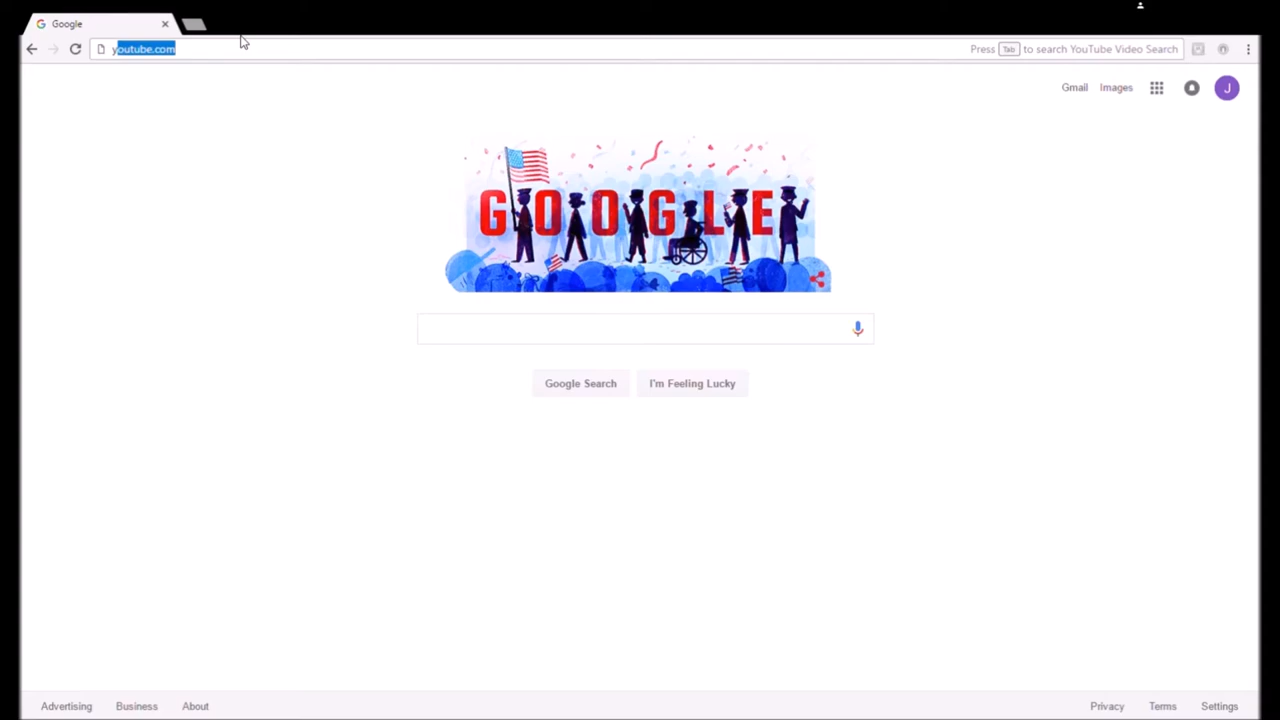 Google
youtube.com
Press Tab to search YouTube Video Search
Gmail Images J
GOOGLE
Google Search I'm Feeling Lucky
Advertising Business About Privacy Terms Settings